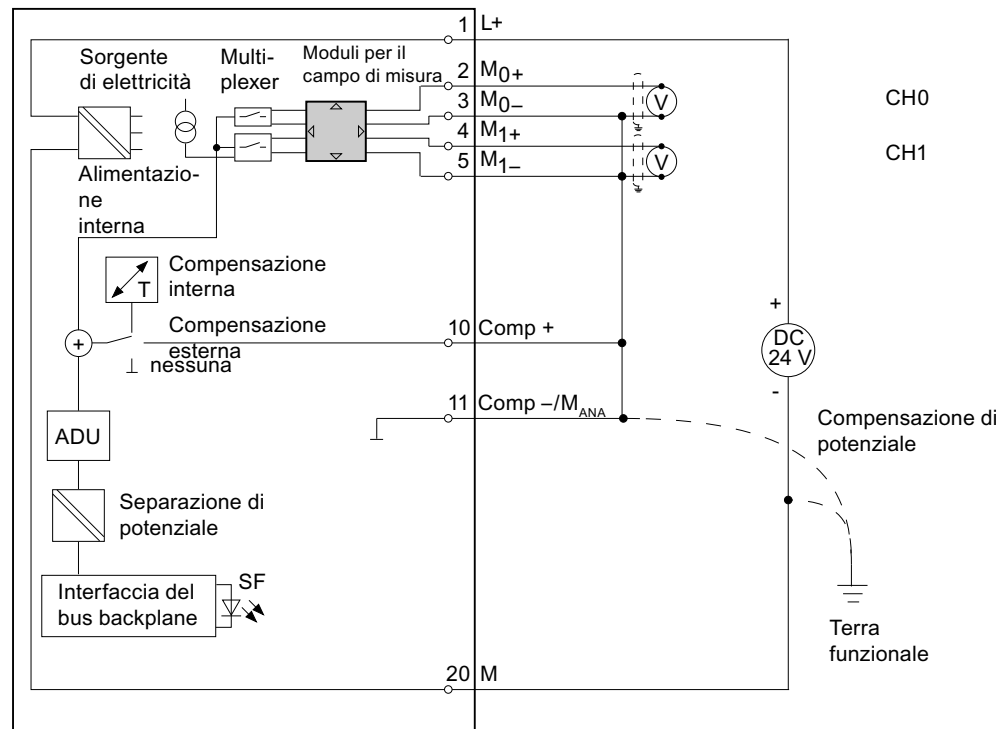 1 L+
Sorgente
di elettricità
Multi-
plexer
Moduli per il
campo di misura
2 M0+
3 M0–
4 M1+
5 M1–
V
V
CH0
CH1
Alimentazio-
ne
interna
T
Compensazione
interna
+
Compensazione
esterna
nessuna
10 Comp +
+
DC
24 V
-
11 Comp –/MANA
Compensazione di
potenziale
ADU
Separazione di
potenziale
Interfaccia del
bus backplane
SF
Terra
funzionale
20 M